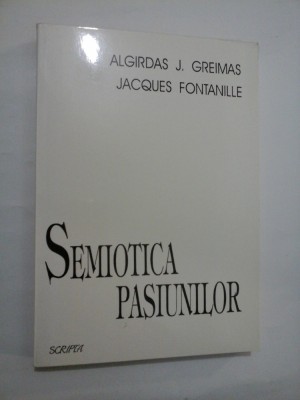 ALGIRDAS J. GREIMAS
JACQUES FONTANILLE
SEMIOTICA
PASIUNILOR
SCRIPTA